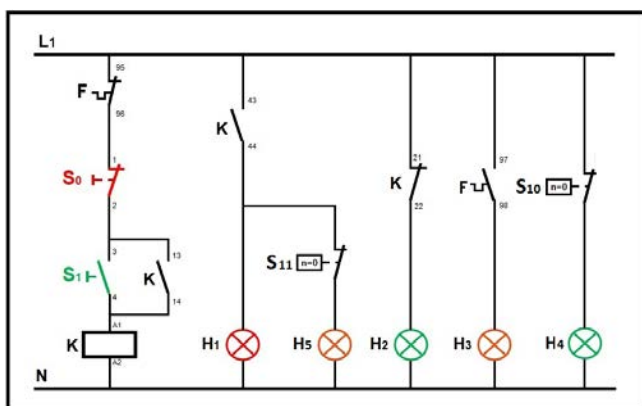 L1
95
F
96
1
S0
2
3
S1
4
13
K
14
A1
K
A2
43
K
44
S11 n=0
21
K
22
97
F
98
S10 n=0
H1
H5
H2
H3
H4
N